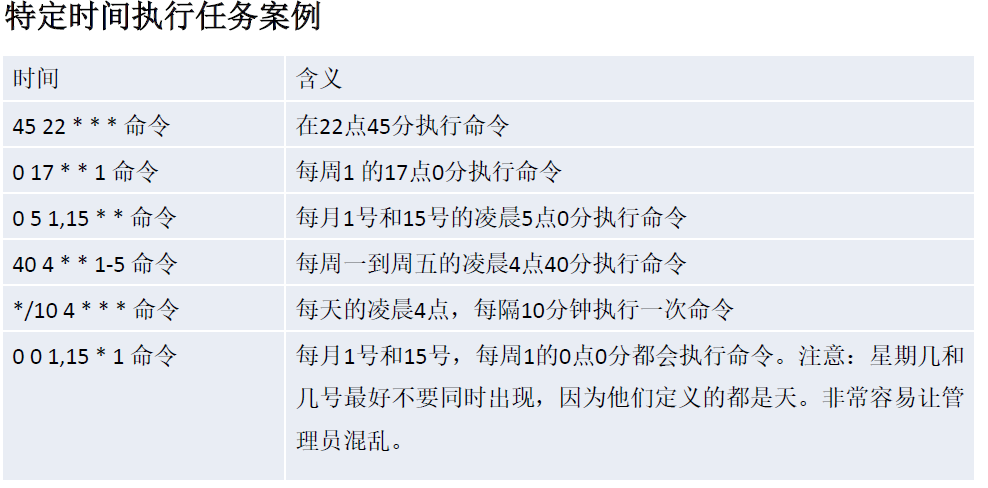 特定时间执行任务案例
时间 含义
45 22 * * * 命令 在22点45分执行命令
0 17 * * 1 命令 每周1 的17点0分执行命令
0 5 1,15 * * 命令 每月1号和15号的凌晨5点0分执行命令
40 4 * * 1-5 命令 每周一到周五的凌晨4点40分执行命令
*/10 4 * * * 命令 每天的凌晨4点，每隔10分钟执行一次命令
0 0 1,15 * 1 命令 每月1号和15号，每周1的0点0分都会执行命令。注意：星期几和
几号最好不要同时出现，因为他们定义的都是天。非常容易让管
理员混乱。